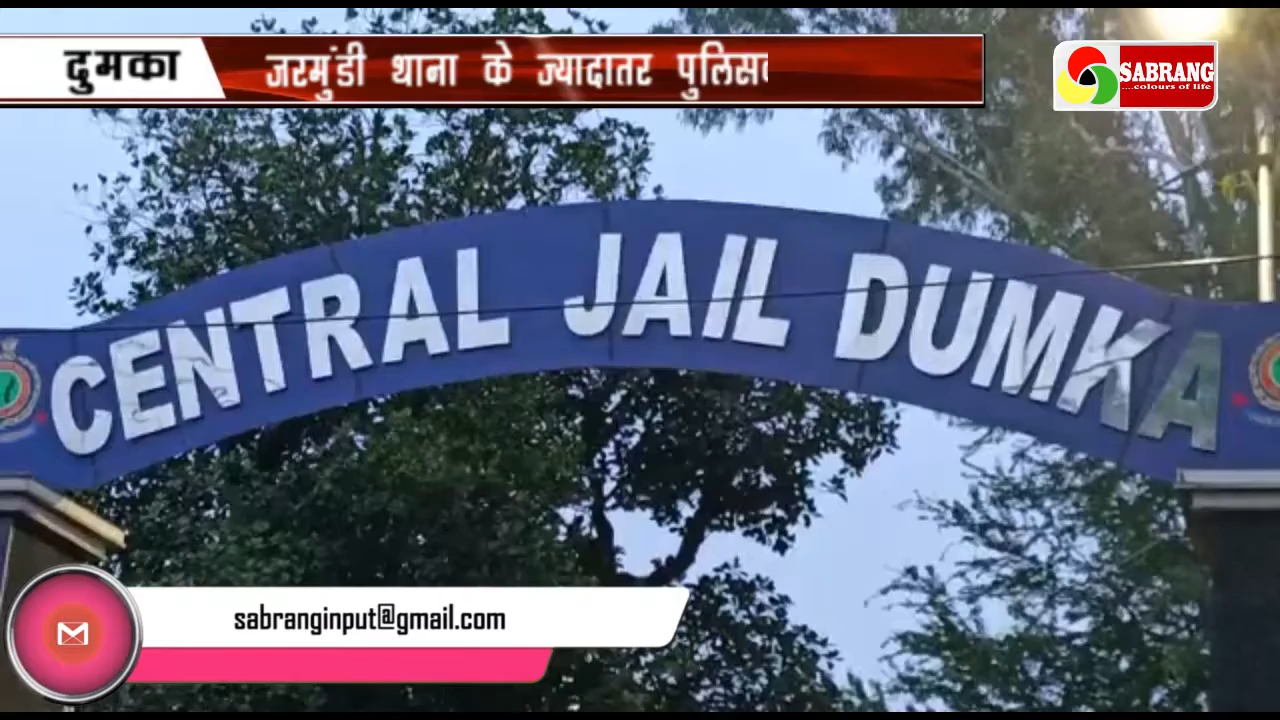 दुमका
जरमुंडी थाना के ज्यादातर
SABRANG
....colours of life
CENTRAL JAIL DUMKA
sabranginput@gmail.com